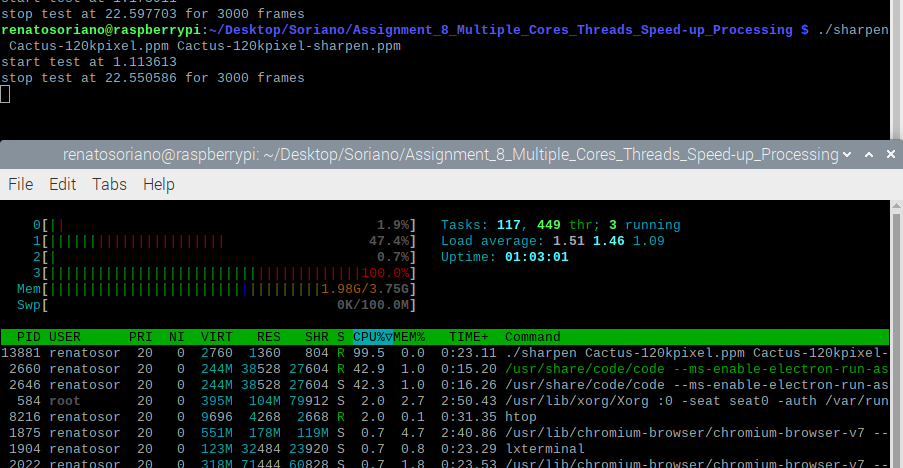 stop test at 22.597703 for 3000 frames
renatosoriano@raspberrypi:~/Desktop/Soriano/Assignment_8_Multiple_Cores_Threads_Speed-up_Processing $ ./sharpen
Cactus-120kpixel.ppm Cactus-120kpixel-sharpen.ppm
start test at 1.113613
stop test at 22.550586 for 3000 frames
renatosoriano@raspberrypi: ~/Desktop/Soriano/Assignment_8_Multiple_Cores_Threads_Speed-up_Processing
File Edit Tabs Help
0[|| 1.9%] Tasks: 117, 449 thr; 3 running
1[|||||||||||||||||||||| 47.4%] Load average: 1.51 1.46 1.09
2[| 0.7%] Uptime: 01:03:01
3[|||||||||||||||||||||||||||||||||||||||100.0%]
Mem[||||||||||||||||||||||||||||||||||1.98G/3.75G]
Swp[ 0K/100.0M]
PID USER PRI NI VIRT RES SHR S CPU%▽MEM% TIME+ Command
13881 renatosor 20 0 2760 1360 804 R 99.5 0.0 0:23.11 ./sharpen Cactus-120kpixel.ppm Cactus-120kpixel-
2660 renatosor 20 0 244M 38528 27604 R 42.9 1.0 0:15.20 /usr/share/code/code --ms-enable-electron-run-as
2646 renatosor 20 0 244M 38528 27604 S 42.3 1.0 0:16.26 /usr/share/code/code --ms-enable-electron-run-as
584 root 20 0 395M 104M 79912 S 2.0 2.7 2:50.43 /usr/lib/xorg/Xorg :0 -seat seat0 -auth /var/run
8216 renatosor 20 0 9696 4268 2668 R 2.0 0.1 0:31.35 htop
1875 renatosor 20 0 551M 178M 119M S 0.7 4.7 2:40.86 /usr/lib/chromium-browser/chromium-browser-v7 --
1904 renatosor 20 0 123M 32484 23920 S 0.7 0.8 0:23.29 lxterminal
2022 renatosor 20 0 318M 71444 60828 S 0.7 1.8 0:23.53 /usr/lib/chromium-browser/chromium-browser-v7 --